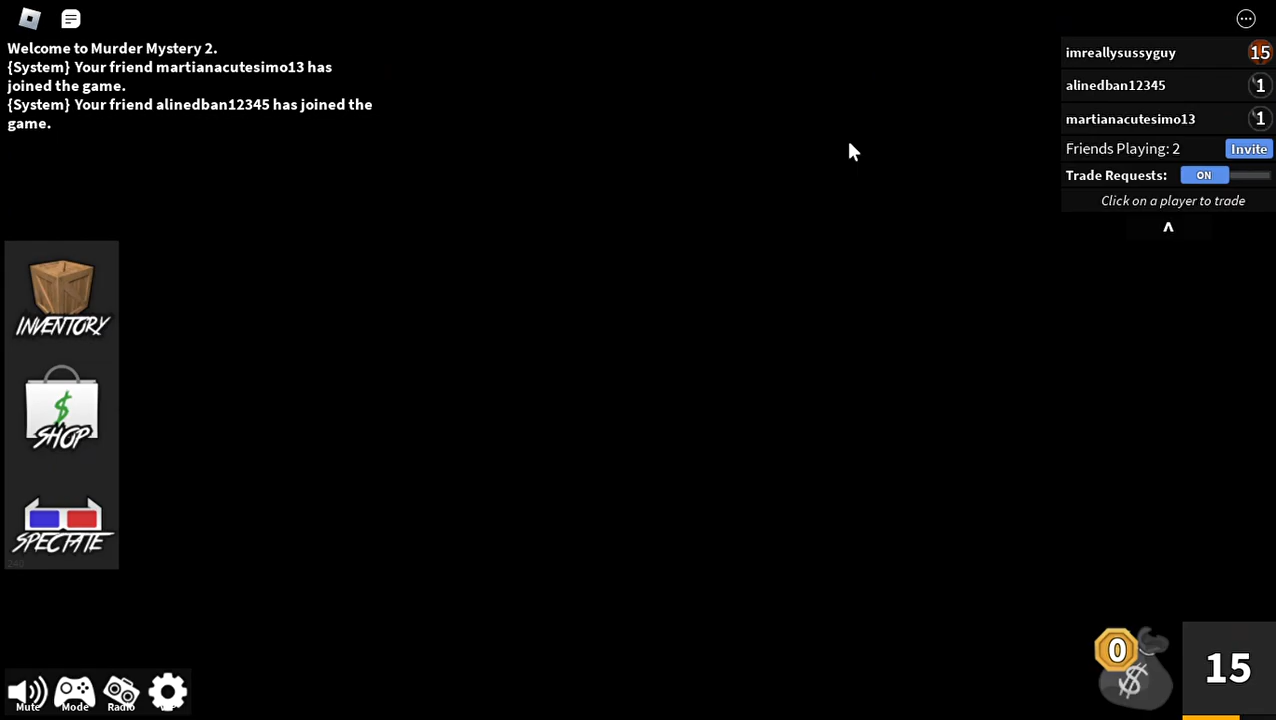 Welcome to Murder Mystery 2.
{System} Your friend martianacutesimo13 has
joined the game.
{System} Your friend alinedban12345 has joined the
game.
imreallysussyguy 15
alinedban12345 1
martianacutesimo13 1
Friends Playing: 2 Invite
Trade Requests: ON
Click on a player to trade
INVENTORY
$
SHOP
SPECTATE
240
Mute Mode Radio
0
$
15